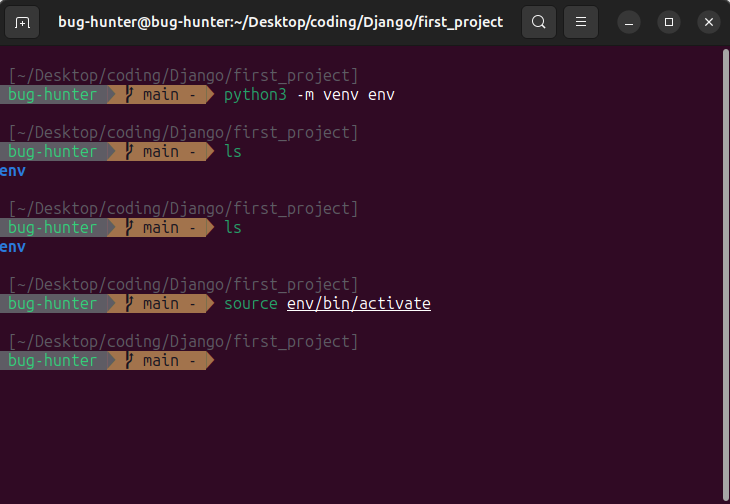 bug-hunter@bug-hunter:~/Desktop/coding/Django/first_project
[~/Desktop/coding/Django/first_project]
bug-hunter main - python3 -m venv env
[~/Desktop/coding/Django/first_project]
bug-hunter main - ls
env
[~/Desktop/coding/Django/first_project]
bug-hunter main - ls
env
[~/Desktop/coding/Django/first_project]
bug-hunter main - source env/bin/activate
[~/Desktop/coding/Django/first_project]
bug-hunter main -